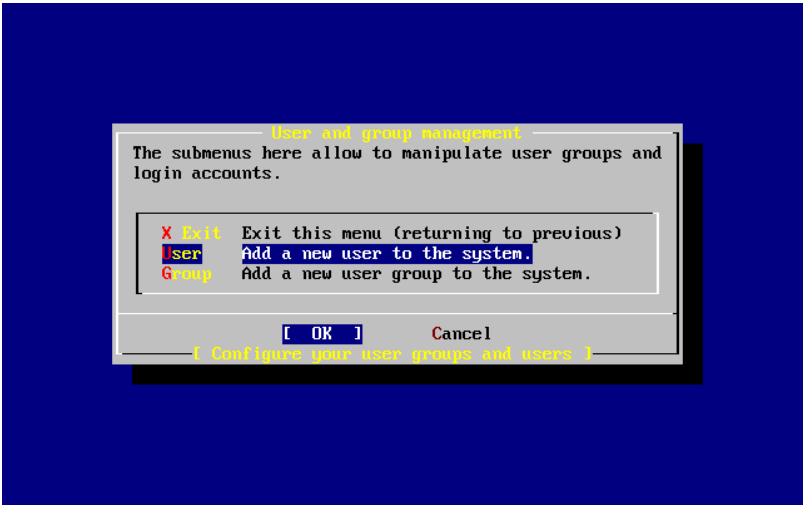 User and group management
The submenus here allow to manipulate user groups and
login accounts.
X Exit Exit this menu (returning to previous)
User Add a new user to the system.
Group Add a new user group to the system.
[ OK ] Cancel
[ Configure your user groups and users ]